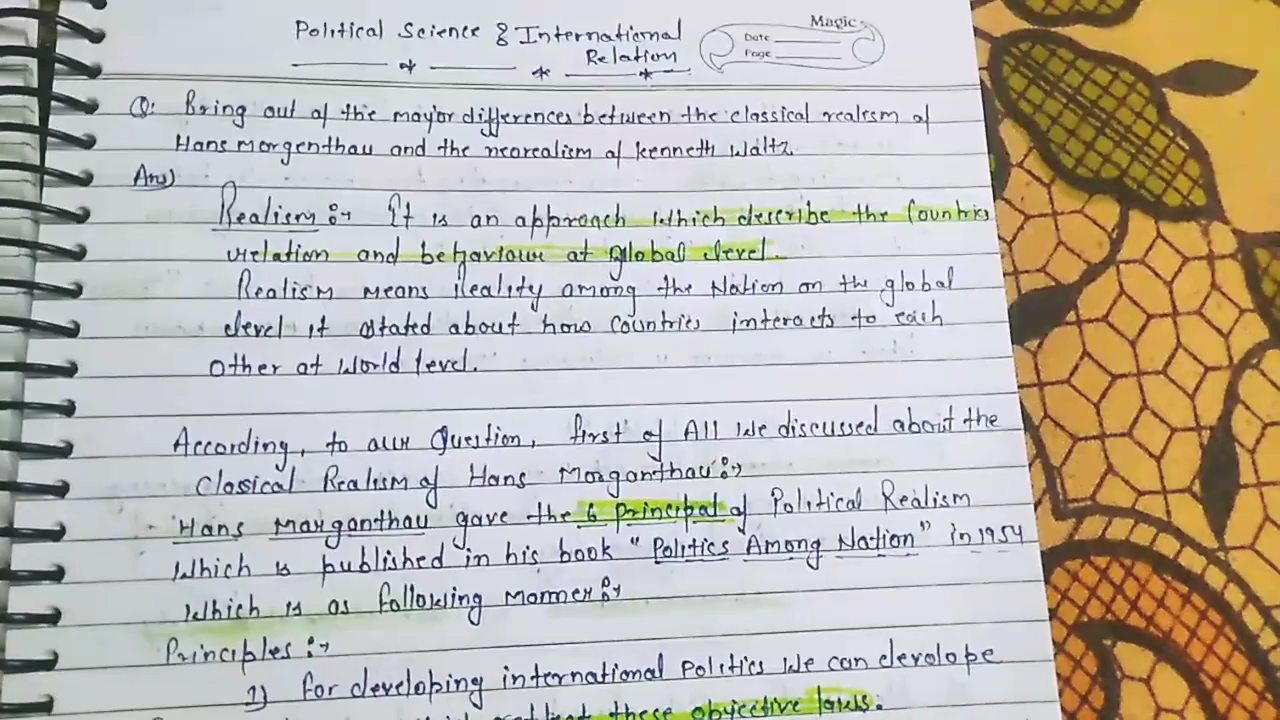 Political Science & International
Relation
Magic
Date
Page
Q: Bring out of the mayor differences between the classical realism of
Hans morgenthau and the neorealism of kenneth Waltz.
Ans)
Realism :→ It is an approach which describe the Countries
relation and behaviour at global level.
Realism means Reality among the Nation on the global
level it stated about how countries interacts to each
other at World level.
According, to our Question, first of All We discussed about the
Classical Realism of Hans Morganthau :→
Hans Marganthau gave the 6 principal of Political Realism
Which is published in his book "Politics Among Nation" in 1954
Which is as following manner :→
Principles :→
1) for developing international politics We can develope
these objective laws.